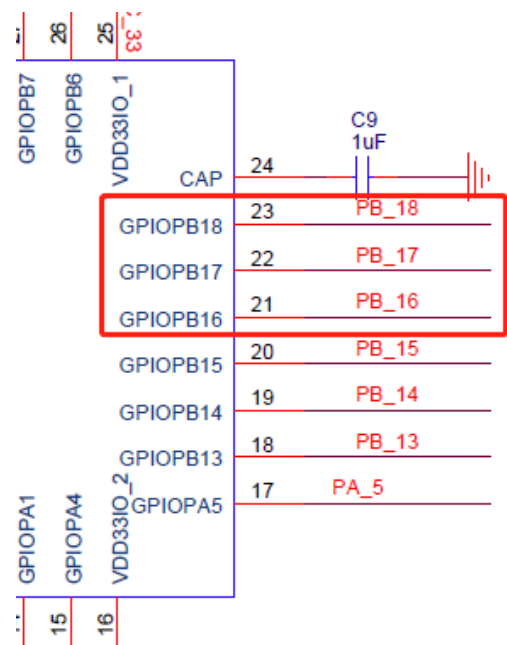 26
25
_33
GPIOPB7
GPIOPB6
VDD33IO_1
C9
1uF
CAP
24
GPIOPB18
23
PB_18
GPIOPB17
22
PB_17
GPIOPB16
21
PB_16
GPIOPB15
20
PB_15
GPIOPB14
19
PB_14
GPIOPB13
18
PB_13
GPIOPA5
17
PA_5
GPIOPA1
GPIOPA4
VDD33IO_2
15
16